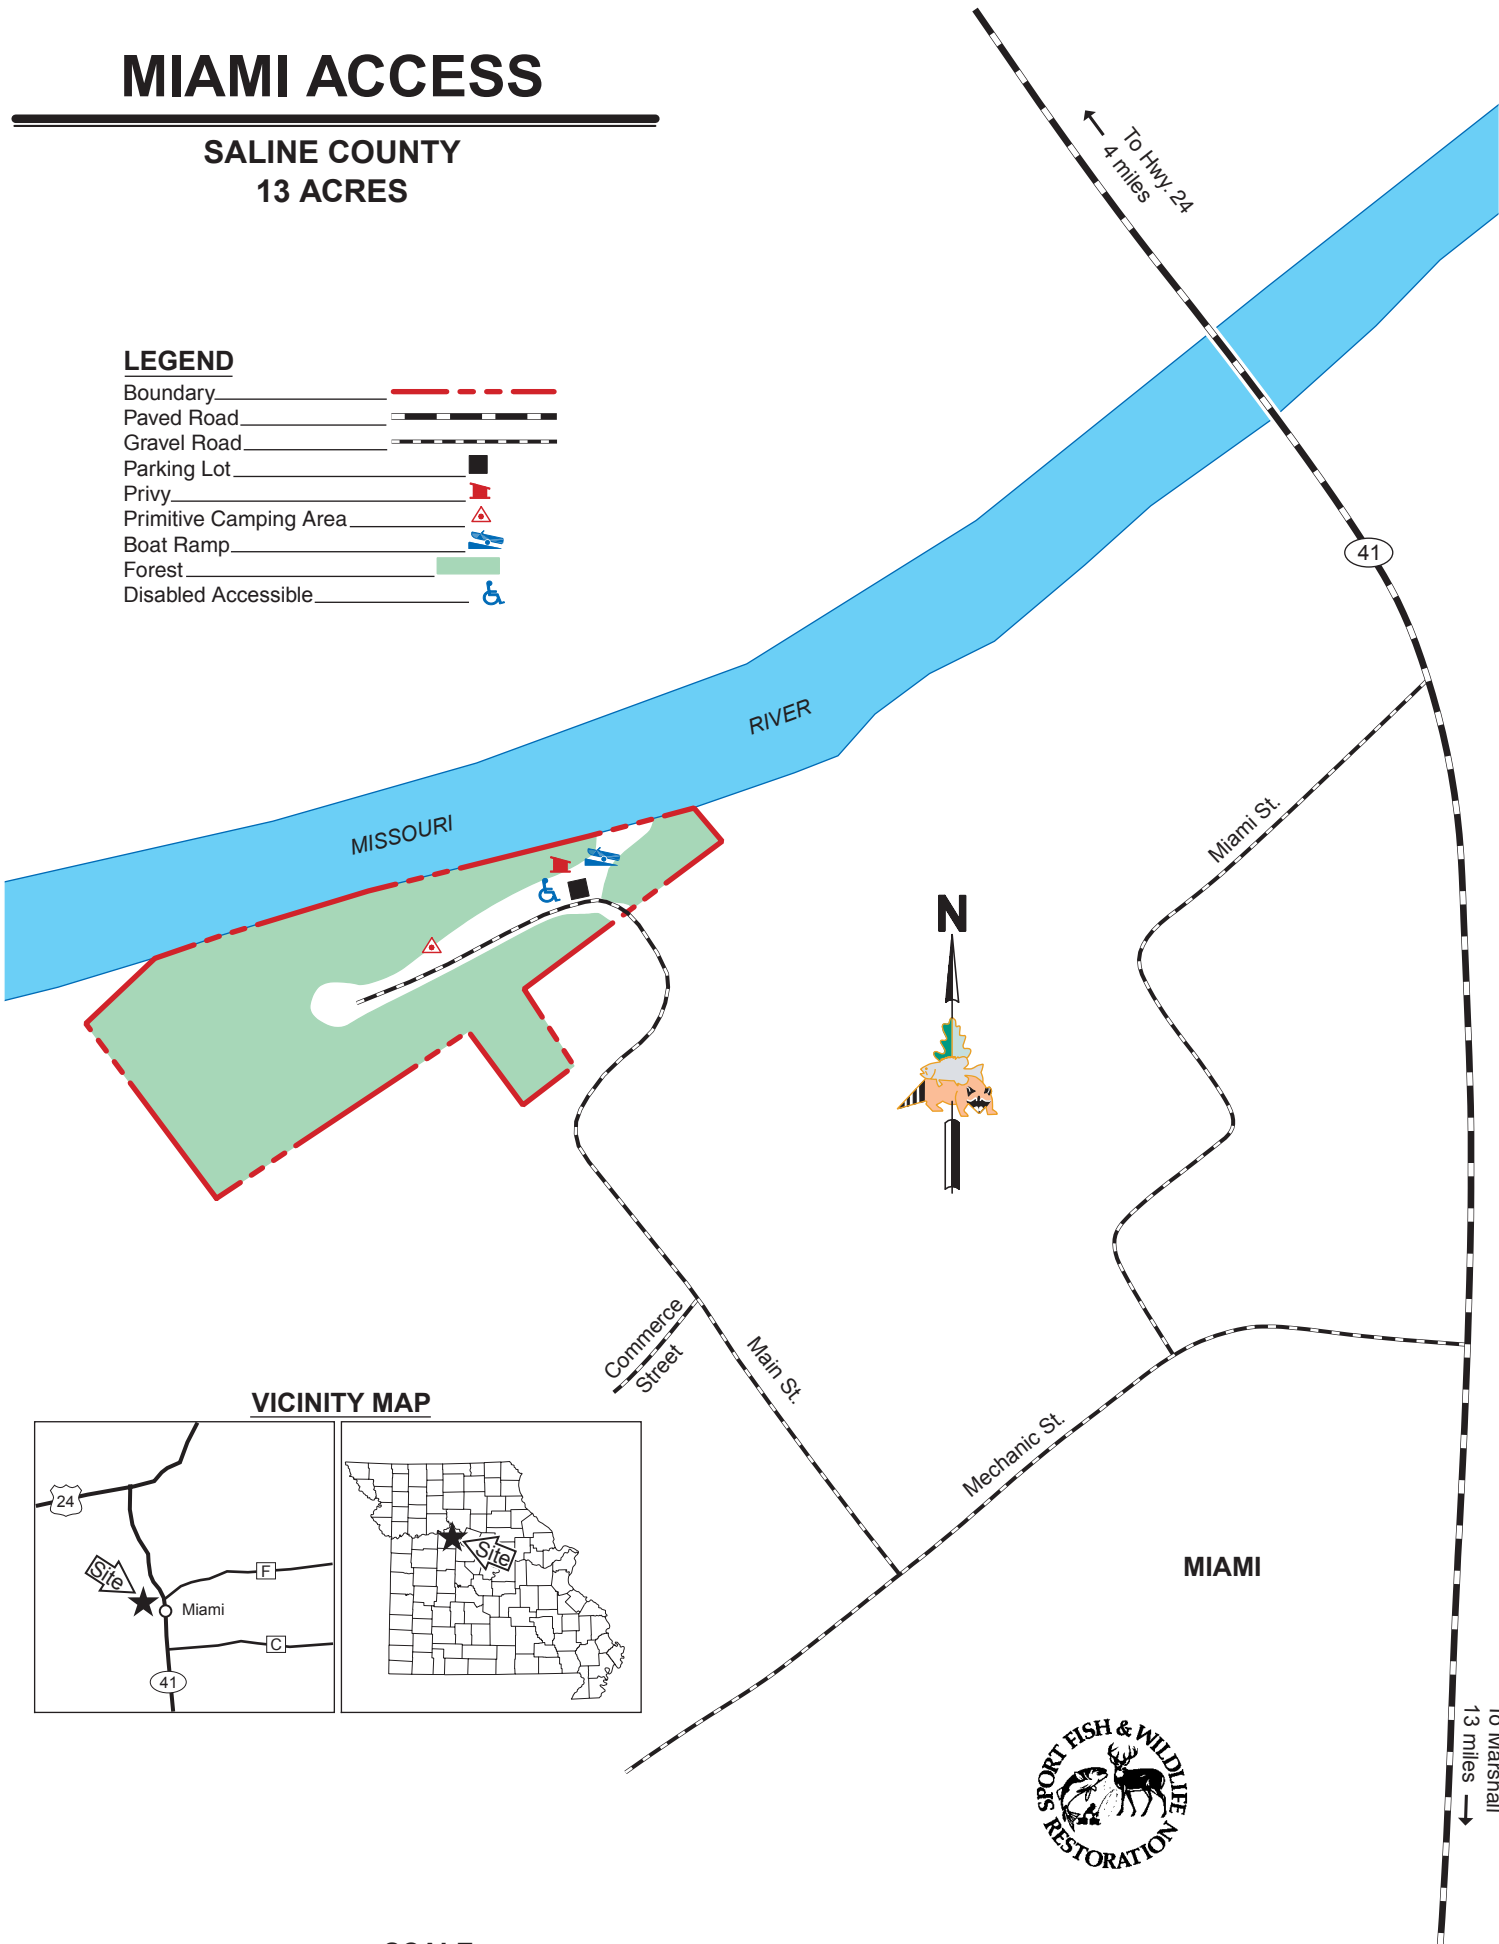 MIAMI ACCESS
SALINE COUNTY
13 ACRES
To Hwy. 24
4 miles
LEGEND
Boundary
Paved Road
Gravel Road
Parking Lot
Privy
Primitive Camping Area
Boat Ramp
Forest
Disabled Accessible
41
RIVER
MISSOURI
Miami St.
N
Commerce
Street
Main St.
Mechanic St.
VICINITY MAP
24
Site
F
Miami
C
41
Site
MIAMI
To Marshall
13 miles
SPORT FISH & WILDLIFE
RESTORATION